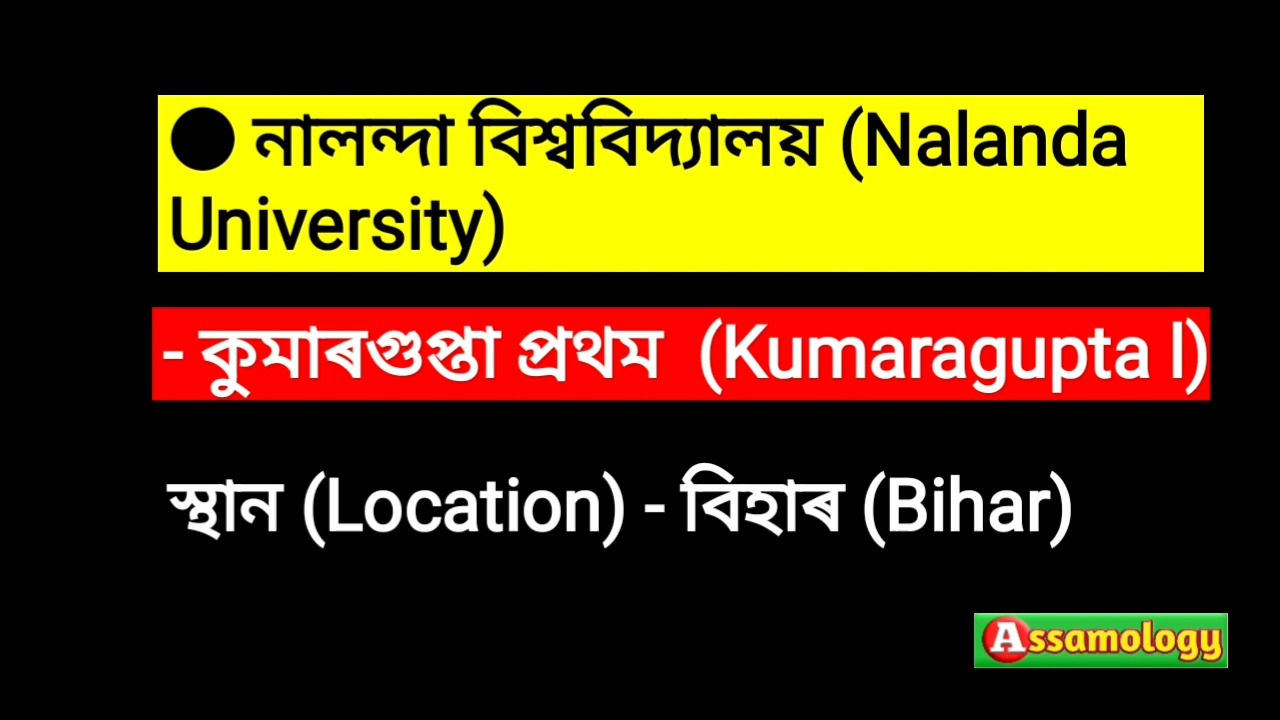 ● নালন্দা বিশ্ববিদ্যালয় (Nalanda
University)
- কুমাৰগুপ্তা প্ৰথম (Kumaragupta I)
স্থান (Location) - বিহাৰ (Bihar)
Assamology